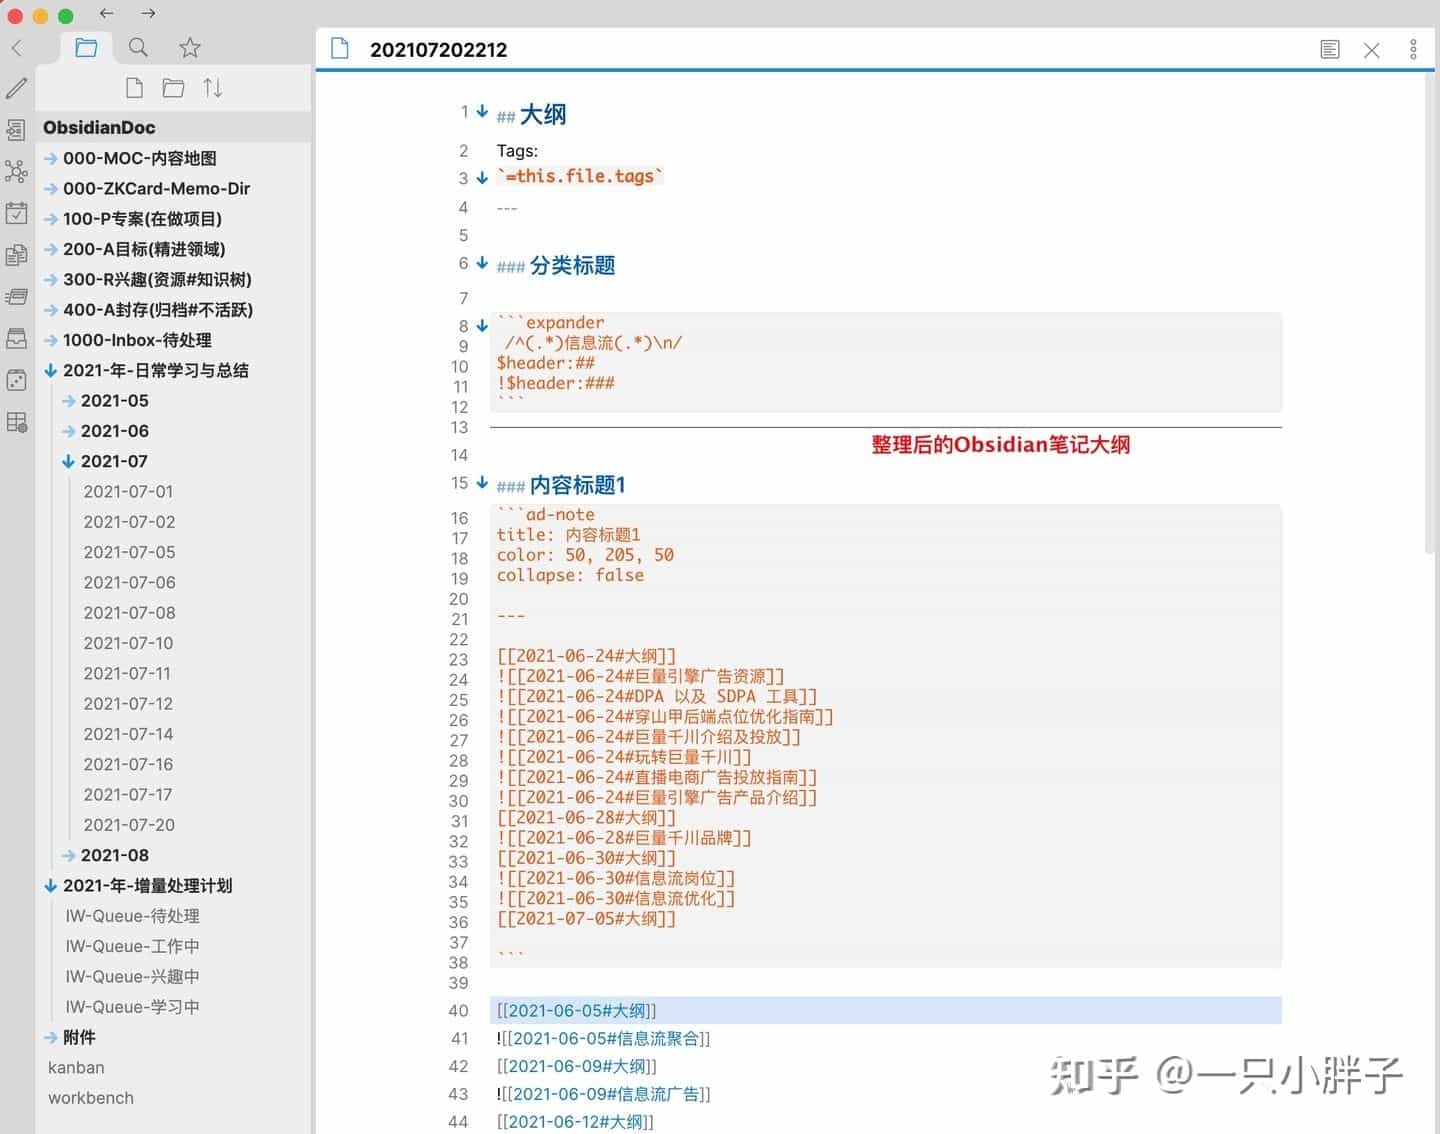 202107202212
ObsidianDoc
000-MOC-内容地图
000-ZKCard-Memo-Dir
100-P专案(在做项目)
200-A目标(精进领域)
300-R兴趣(资源#知识树)
400-A封存(归档#不活跃)
1000-Inbox-待处理
2021-年-日常学习与总结
2021-05
2021-06
2021-07
2021-07-01
2021-07-02
2021-07-05
2021-07-06
2021-07-08
2021-07-10
2021-07-11
2021-07-12
2021-07-14
2021-07-16
2021-07-17
2021-07-20
2021-08
2021-年-增量处理计划
IW-Queue-待处理
IW-Queue-工作中
IW-Queue-兴趣中
IW-Queue-学习中
附件
kanban
workbench
1 ## 大纲
2 Tags:
3 `=this.file.tags`
4 ---
5
6 ### 分类标题
7
8 ```expander
9 /^(.*)信息流(.*)\n/
10 $header:##
11 !$header:###
12 ```
13
整理后的Obsidian笔记大纲
14
15 ### 内容标题1
16 ```ad-note
17 title: 内容标题1
18 color: 50, 205, 50
19 collapse: false
20
21 ---
22
23 [[2021-06-24#大纲]]
24 ![[2021-06-24#巨量引擎广告资源]]
25 ![[2021-06-24#DPA 以及 SDPA 工具]]
26 ![[2021-06-24#穿山甲后端点位优化指南]]
27 ![[2021-06-24#巨量千川介绍及投放]]
28 ![[2021-06-24#玩转巨量千川]]
29 ![[2021-06-24#直播电商广告投放指南]]
30 ![[2021-06-24#巨量引擎广告产品介绍]]
31 [[2021-06-28#大纲]]
32 ![[2021-06-28#巨量千川品牌]]
33 [[2021-06-30#大纲]]
34 ![[2021-06-30#信息流岗位]]
35 ![[2021-06-30#信息流优化]]
36 [[2021-07-05#大纲]]
37
38 ```
39
40 [[2021-06-05#大纲]]
41 ![[2021-06-05#信息流聚合]]
42 [[2021-06-09#大纲]]
43 ![[2021-06-09#信息流广告]]
44 [[2021-06-12#大纲]]
知乎 @一只小胖子